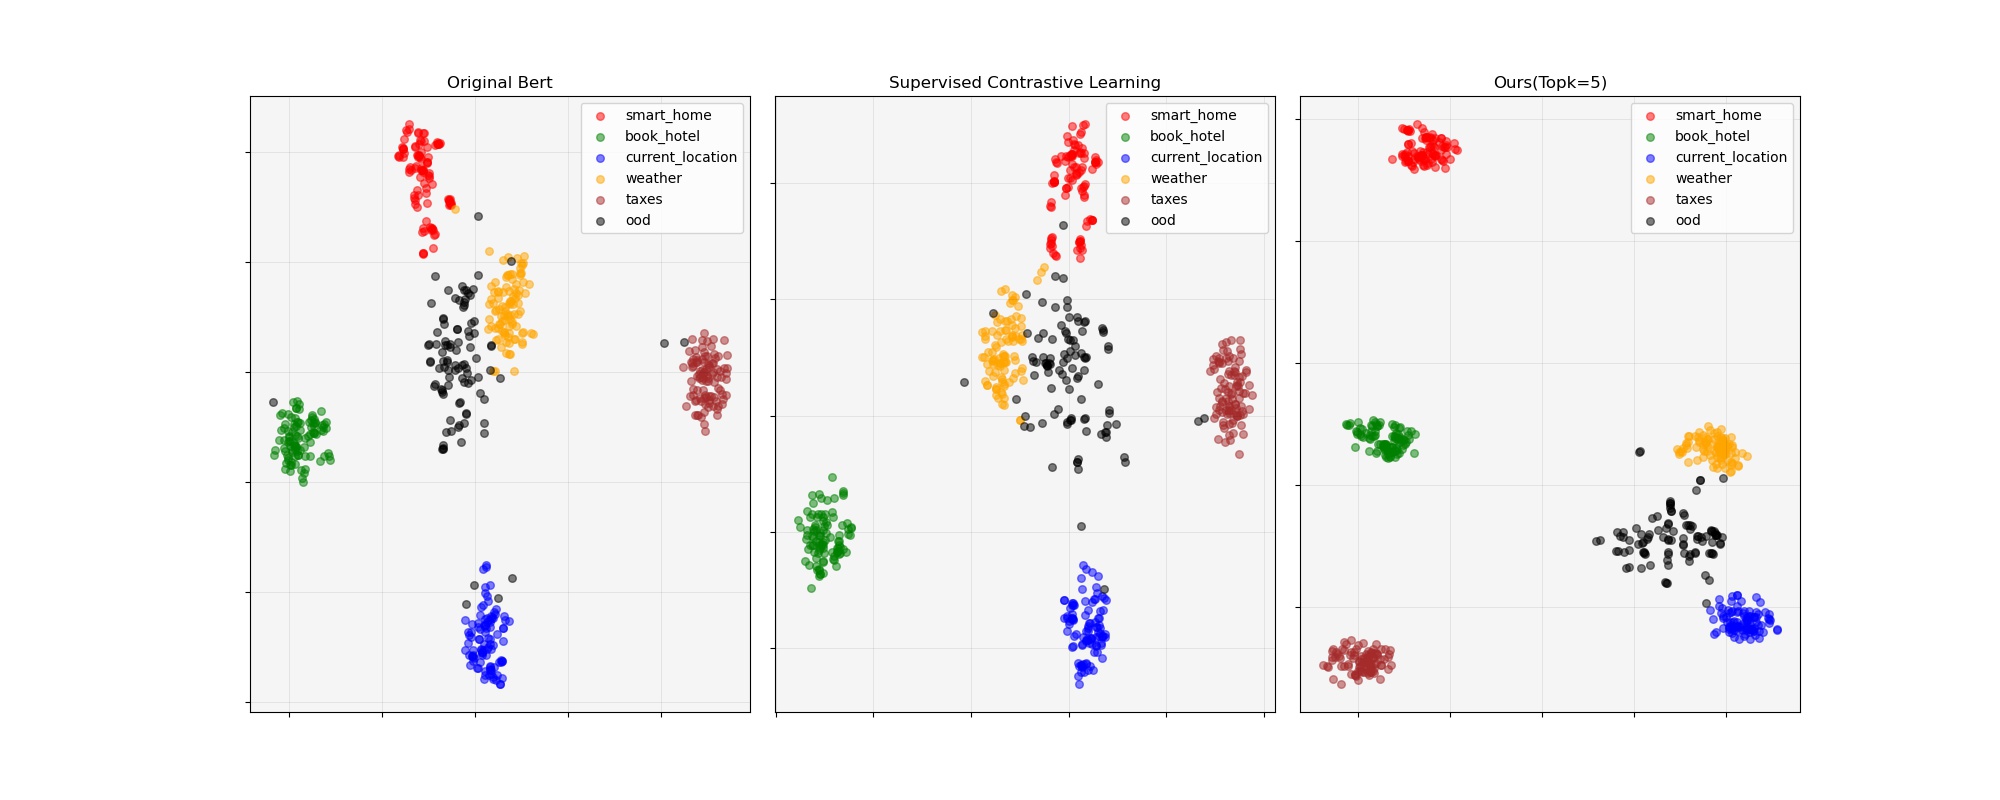 Original Bert
smart_home
book_hotel
current_location
weather
taxes
ood
Supervised Contrastive Learning
smart_home
book_hotel
current_location
weather
taxes
ood
Ours(Topk=5)
smart_home
book_hotel
current_location
weather
taxes
ood